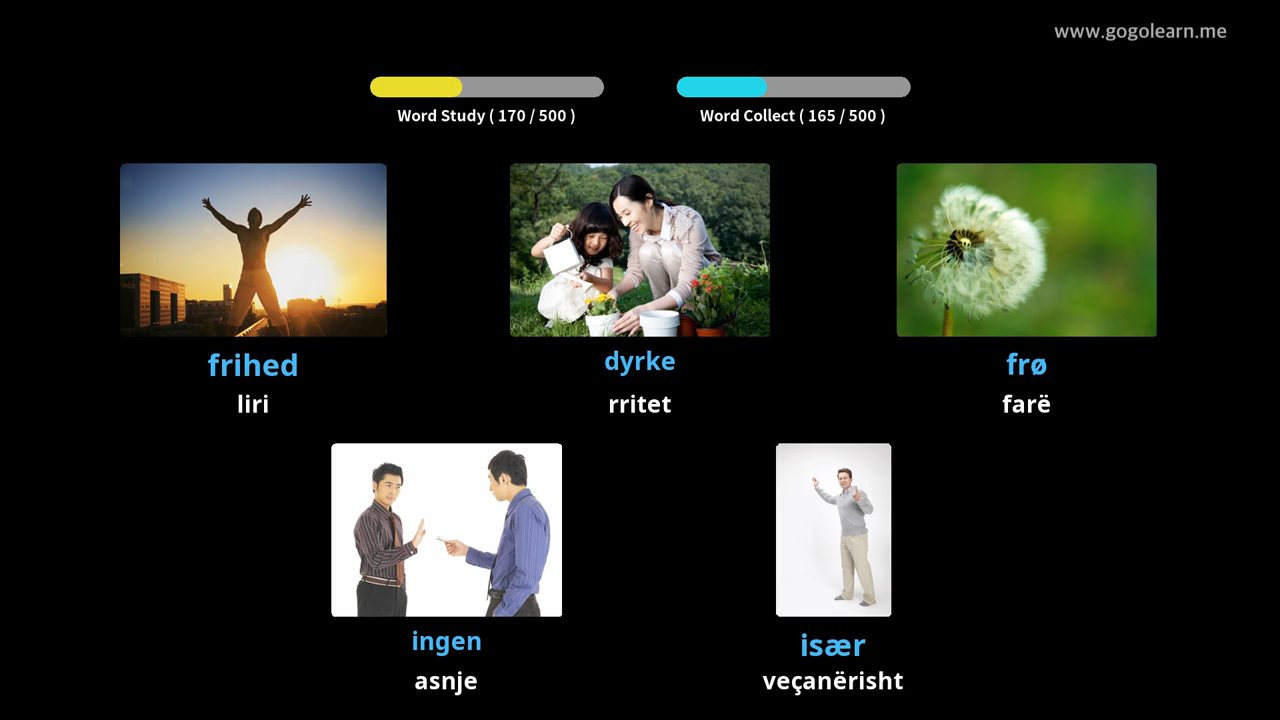 www.gogolearn.me
Word Study ( 170 / 500 )
Word Collect ( 165 / 500 )
frihed
dyrke
frø
liri
rritet
farë
ingen
især
asnje
veçanërisht